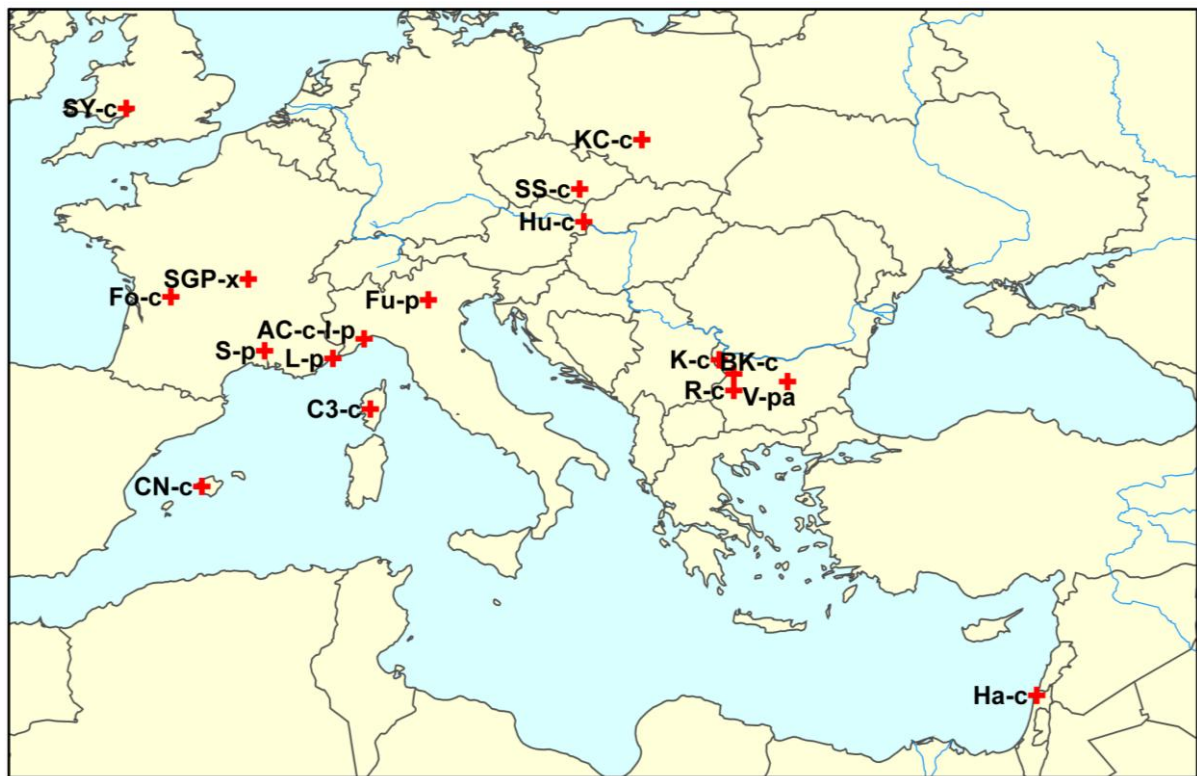 SY-c
KC-c
SS-c
Hu-c
SGP-x
Fo-c
Fu-p
AC-c-I-p
S-p
L-p
K-c
BK-c
R-c
V-pa
C3-c
CN-c
Ha-c